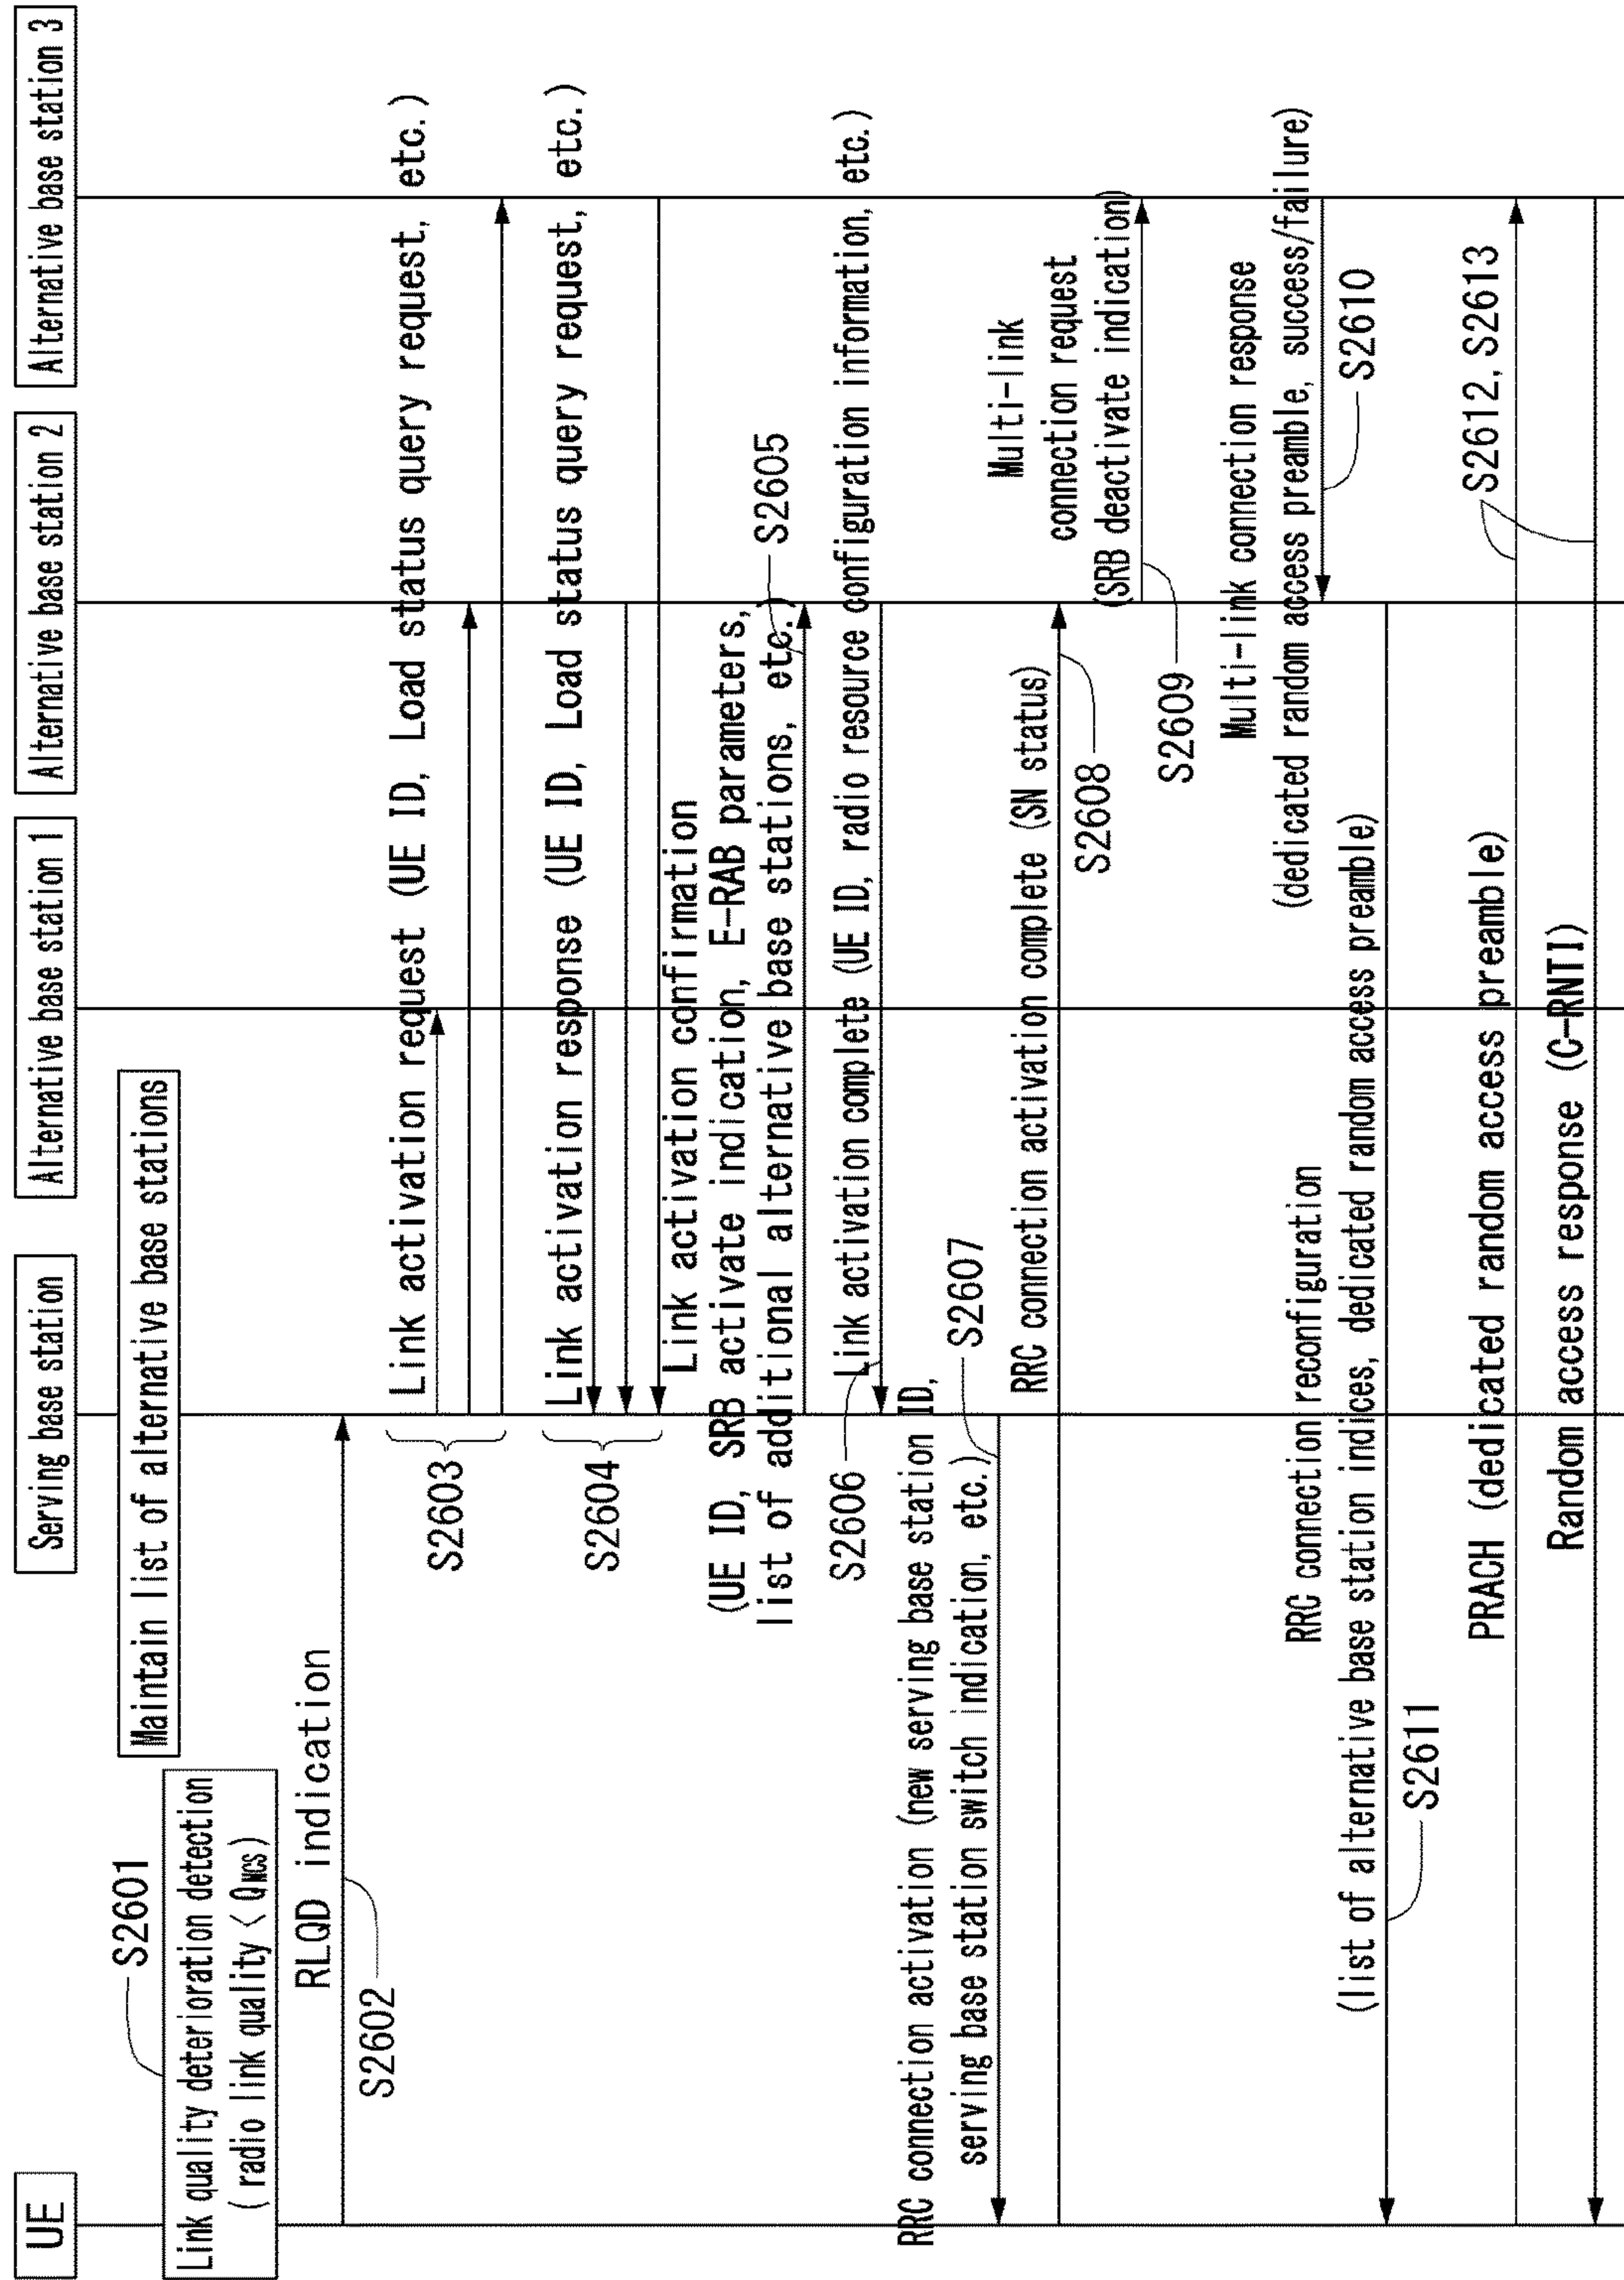 UE
Serving base station
Alternative base station 1
Alternative base station 2
Alternative base station 3
S2601
Maintain list of alternative base stations
Link quality deterioration detection
( radio link quality < QMCS)
RLQD indication
S2602
Link activation request (UE ID, Load status query request, etc.)
S2603
Link activation response (UE ID, Load status query request, etc.)
S2604
Link activation confirmation
(UE ID, SRB activate indication, E-RAB parameters,
list of additional alternative base stations, etc.)
S2605
Link activation complete (UE ID, radio resource configuration information, etc.)
S2606
RRC connection activation (new serving base station ID,
serving base station switch indication, etc.)
S2607
RRC connection activation complete (SN status)
S2608
Multi-link
connection request
(SRB deactivate indication)
S2609
Multi-link connection response
(dedicated random access preamble, success/failure)
S2610
RRC connection reconfiguration
(list of alternative base station indices, dedicated random access preamble)
S2611
PRACH (dedicated random access preamble)
S2612, S2613
Random access response (C-RNTI)